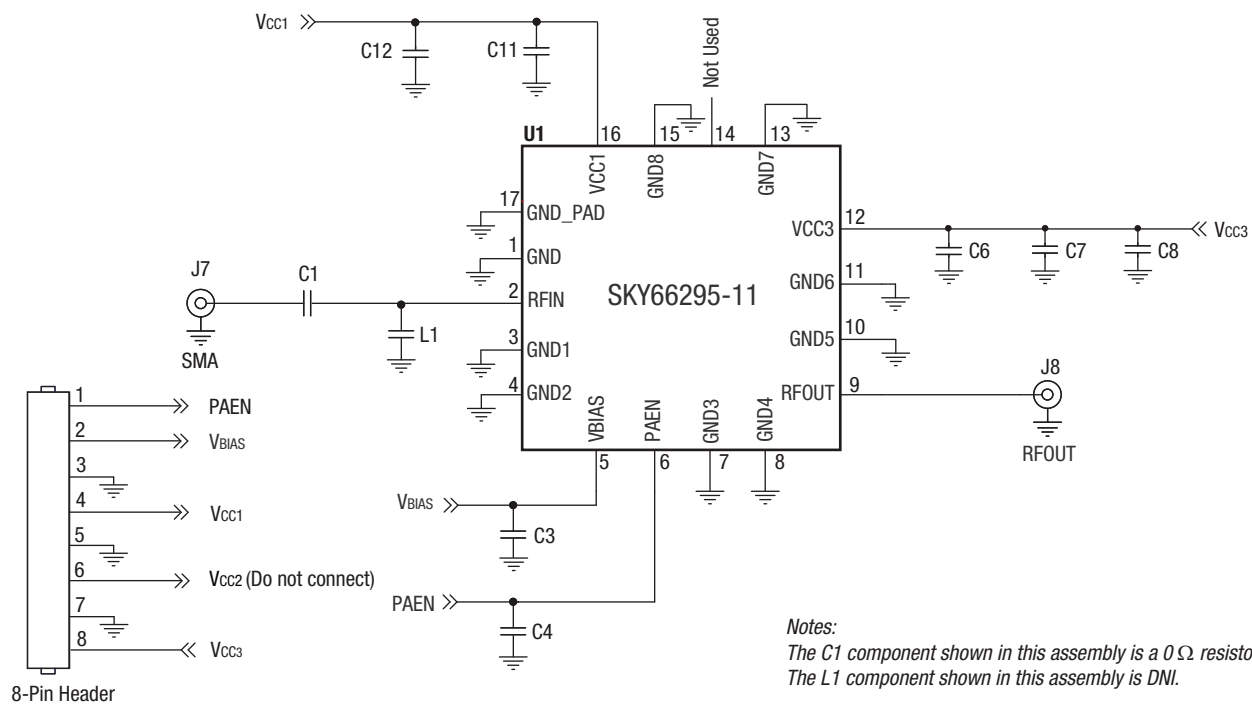 VCC1
C12
C11
Not Used
U1
16
15
14
13
VCC1
GND8
GND7
17
GND_PAD
1
GND
2
RFIN
3
GND1
4
GND2
SKY66295-11
VCC3
12
C6
C7
C8
VCC3
GND6
11
GND5
10
RFOUT
9
J8
RFOUT
J7
C1
L1
SMA
VBIAS
PAEN
GND3
GND4
5
6
7
8
VBIAS
C3
PAEN
C4
1
PAEN
2
VBIAS
3
4
VCC1
5
6
VCC2 (Do not connect)
7
8
VCC3
8-Pin Header
Notes:
The C1 component shown in this assembly is a 0 Ω resisto
The L1 component shown in this assembly is DNI.